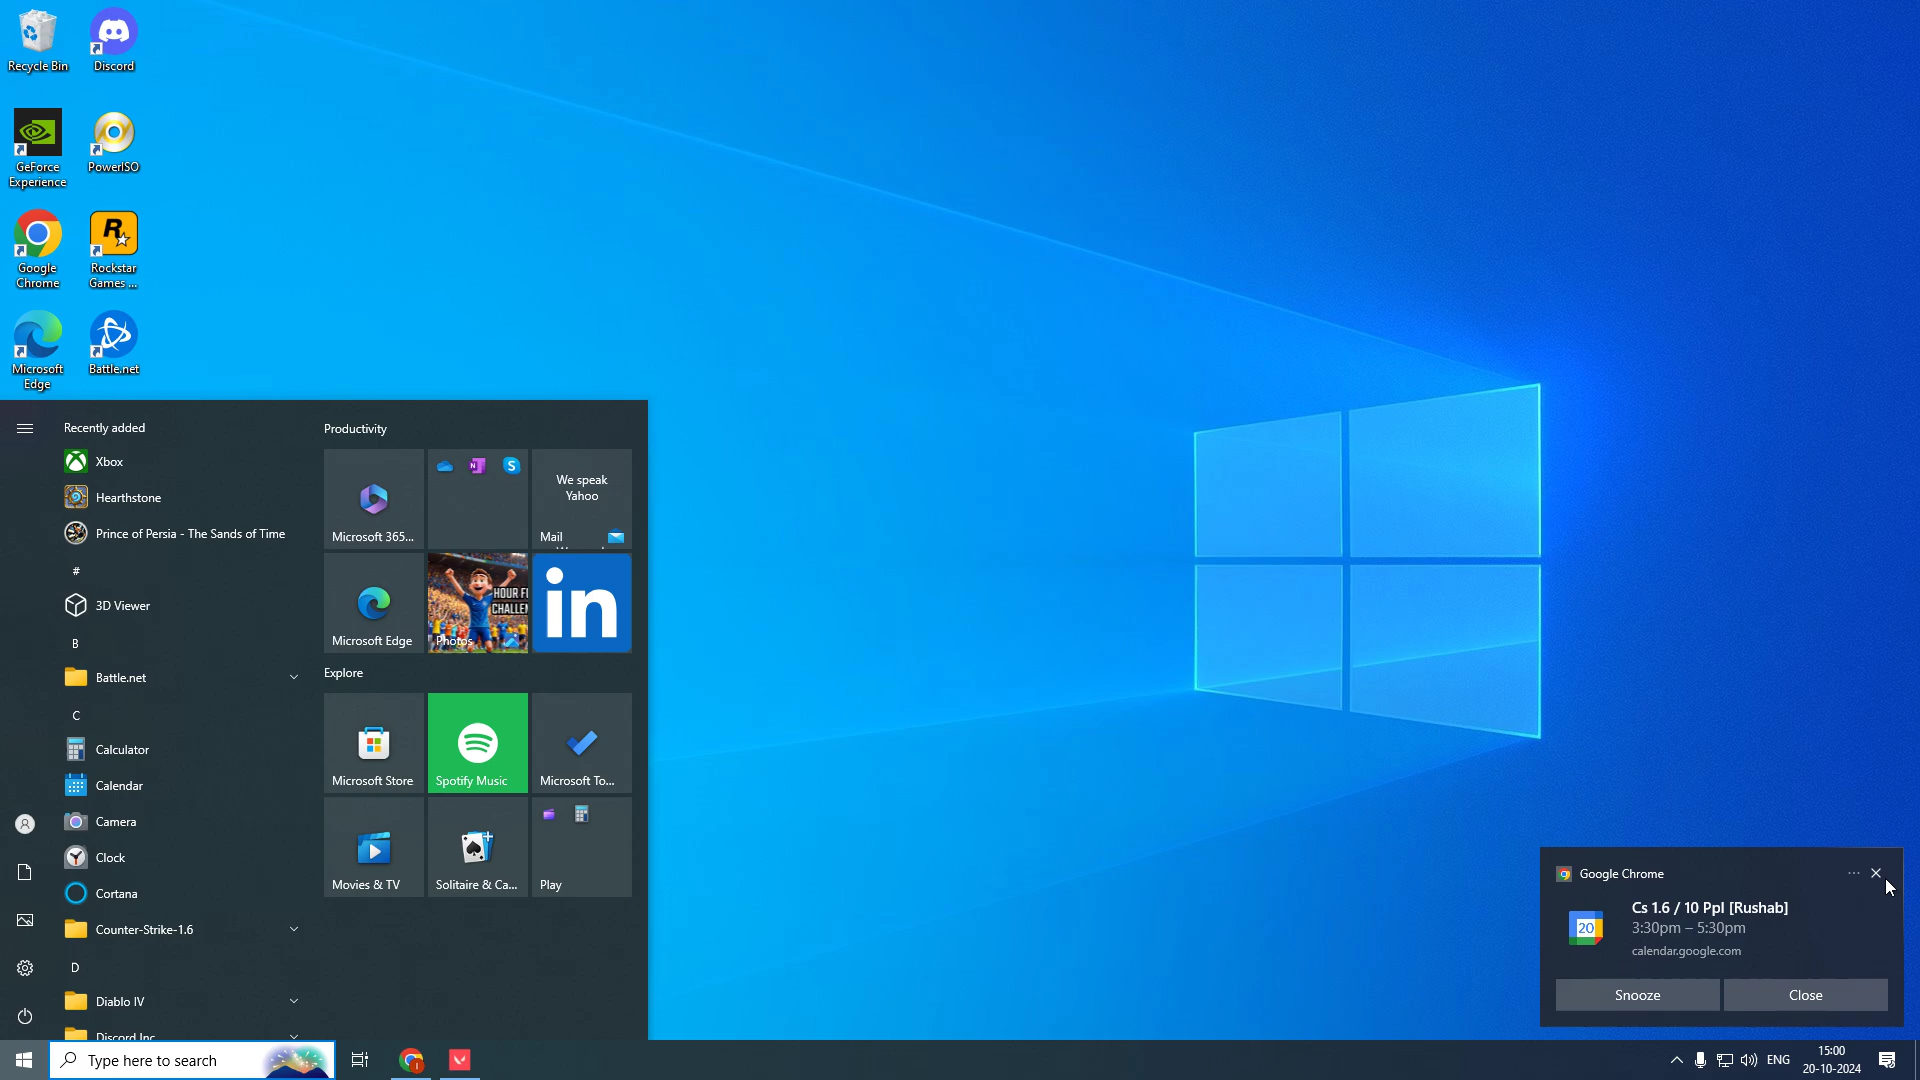 Recycle Bin
Discord
GeForce
Experience
PowerISO
Google
Chrome
Rockstar
Games ...
Microsoft
Edge
Battle.net
Recently added
Xbox
Hearthstone
Prince of Persia - The Sands of Time
#
3D Viewer
B
Battle.net
C
Calculator
Calendar
Camera
Clock
Cortana
Counter-Strike-1.6
D
Diablo IV
Discord Inc
Productivity
Microsoft 365...
We speak
Yahoo
Mail
Microsoft Edge
HOUR F
CHALLEN
Photos
in
Explore
Microsoft Store
Spotify Music
Microsoft To...
Movies & TV
Solitaire & Ca...
Play
Google Chrome
20
Cs 1.6 / 10 Ppl [Rushab]
3:30pm – 5:30pm
calendar.google.com
Snooze
Close
Type here to search
ENG
15:00
20-10-2024